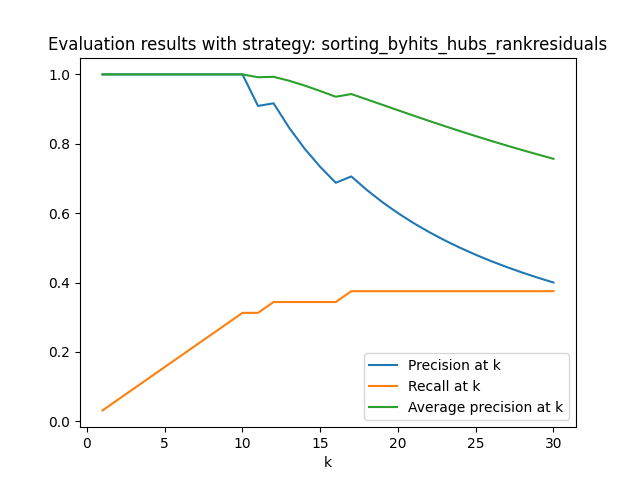 Evaluation results with strategy: sorting_byhits_hubs_rankresiduals
1.0
0.8
0.6
0.4
0.2
0.0
0 5 10 15 20 25 30
k
Precision at k
Recall at k
Average precision at k